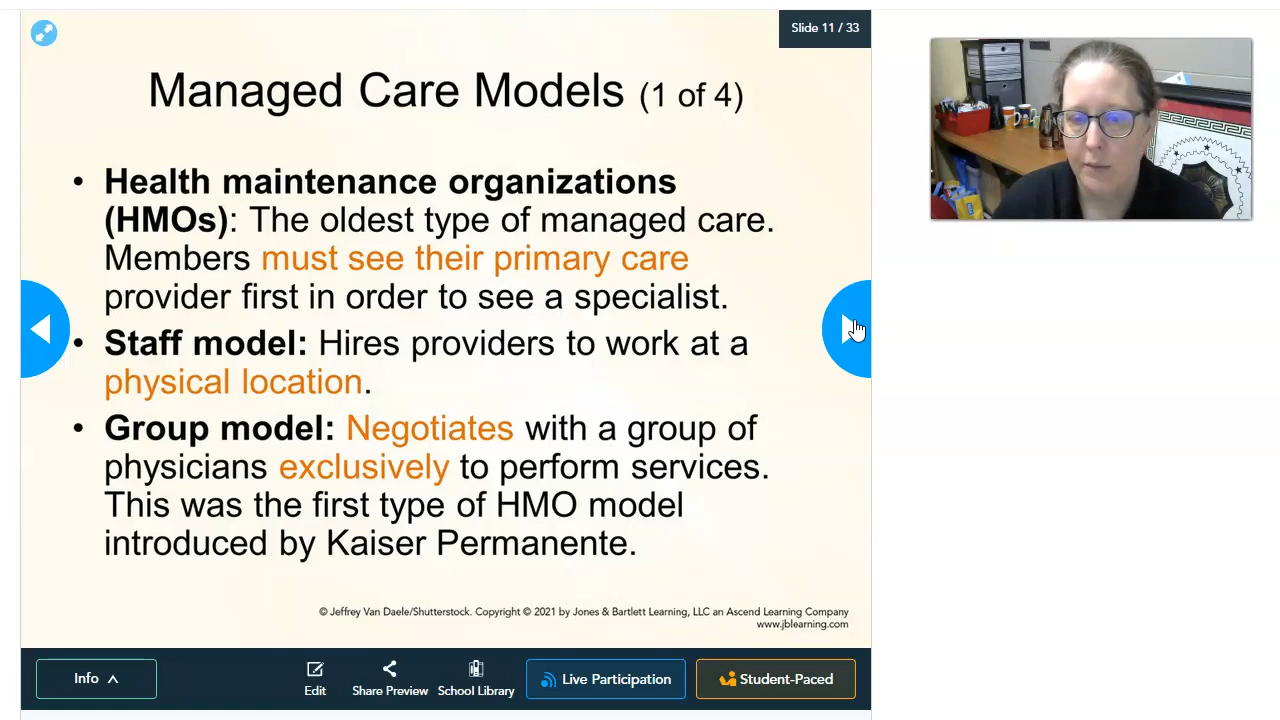 Slide 11 / 33
Managed Care Models (1 of 4)
• Health maintenance organizations
(HMOs): The oldest type of managed care.
Members must see their primary care
provider first in order to see a specialist.
• Staff model: Hires providers to work at a
physical location.
• Group model: Negotiates with a group of
physicians exclusively to perform services.
This was the first type of HMO model
introduced by Kaiser Permanente.
© Jeffrey Van Daele/Shutterstock. Copyright © 2021 by Jones & Bartlett Learning, LLC an Ascend Learning Company
www.jblearning.com
Info
Edit
Share Preview
School Library
Live Participation
Student-Paced